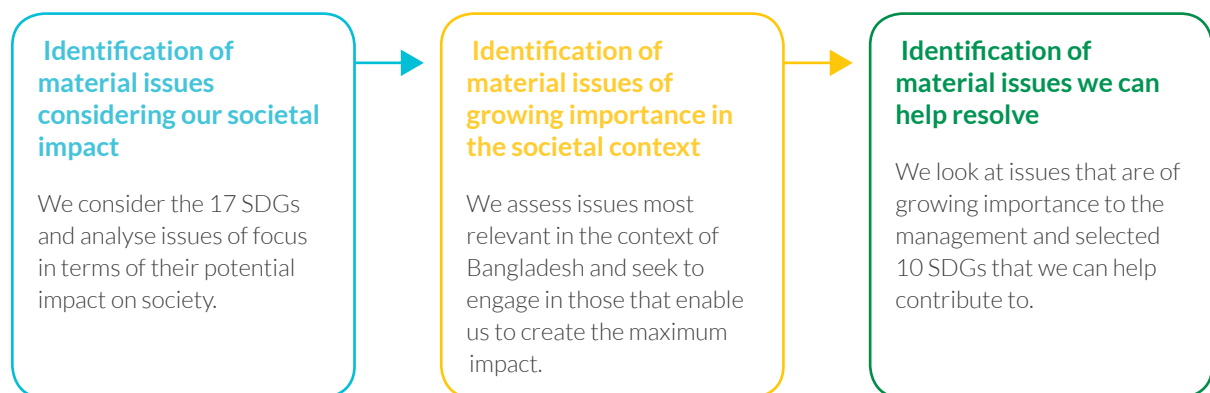 Identification of
material issues
considering our societal
impact
We consider the 17 SDGs
and analyse issues of focus
in terms of their potential
impact on society.
Identification of
material issues of
growing importance in
the societal context
We assess issues most
relevant in the context of
Bangladesh and seek to
engage in those that enable
us to create the maximum
impact.
Identification of
material issues we can
help resolve
We look at issues that are of
growing importance to the
management and selected
10 SDGs that we can help
contribute to.